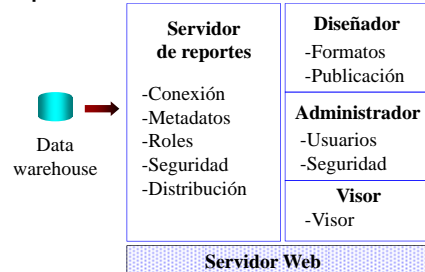 Data
warehouse
Servidor
de reportes
-Conexión
-Metadatos
-Roles
-Seguridad
-Distribución
Diseñador
-Formatos
-Publicación
Administrador
-Usuarios
-Seguridad
Visor
-Visor
Servidor Web